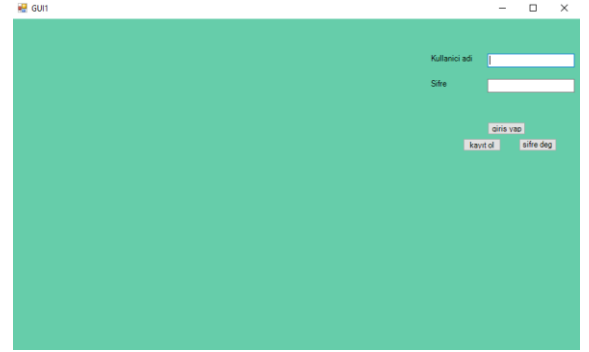 GUI1
Kullanici adi
Sifre
giris yap
kayıt ol
sifre deg